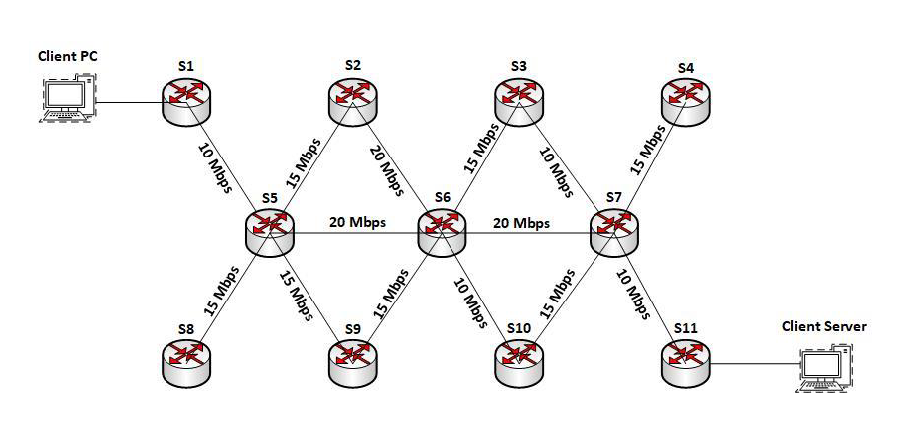 Client PC
S1
S2
S3
S4
10 Mbps
15 Mbps
20 Mbps
15 Mbps
10 Mbps
15 Mbps
S5
S6
S7
20 Mbps
20 Mbps
15 Mbps
15 Mbps
15 Mbps
10 Mbps
15 Mbps
10 Mbps
S8
S9
S10
S11
Client Server